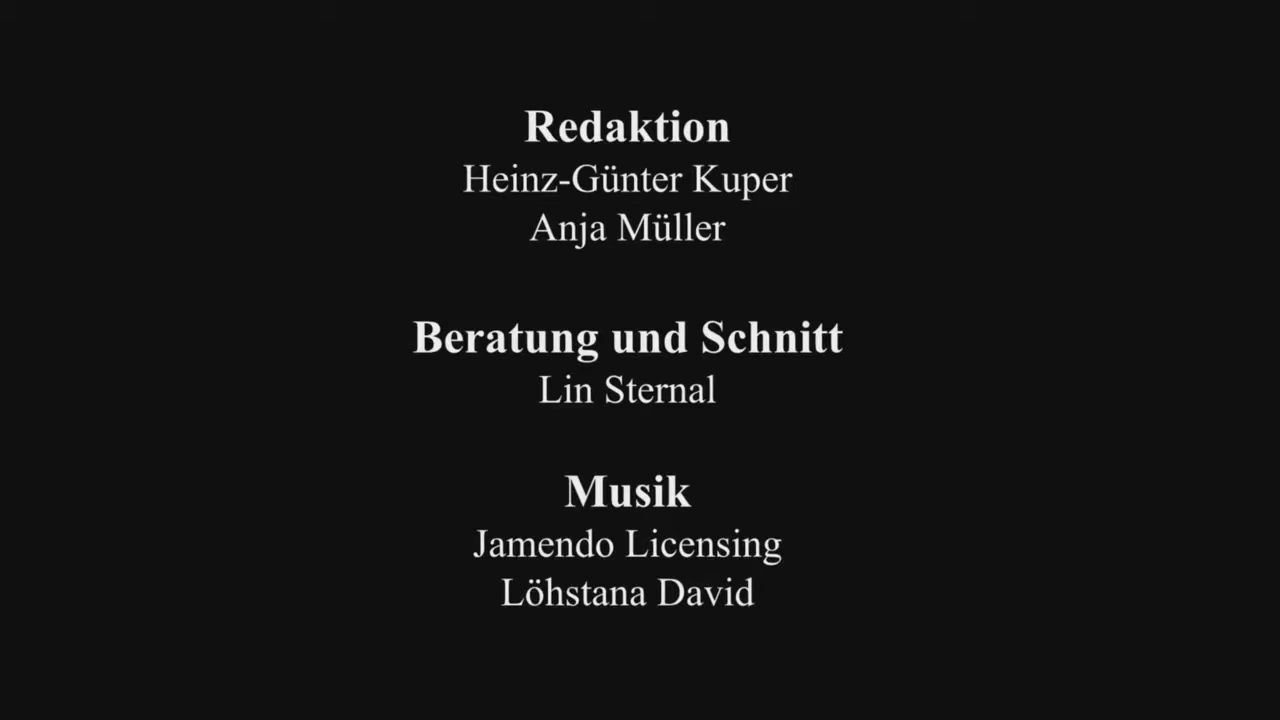 Redaktion
Heinz-Günter Kuper
Anja Müller
Beratung und Schnitt
Lin Sternal
Musik
Jamendo Licensing
Löhstana David